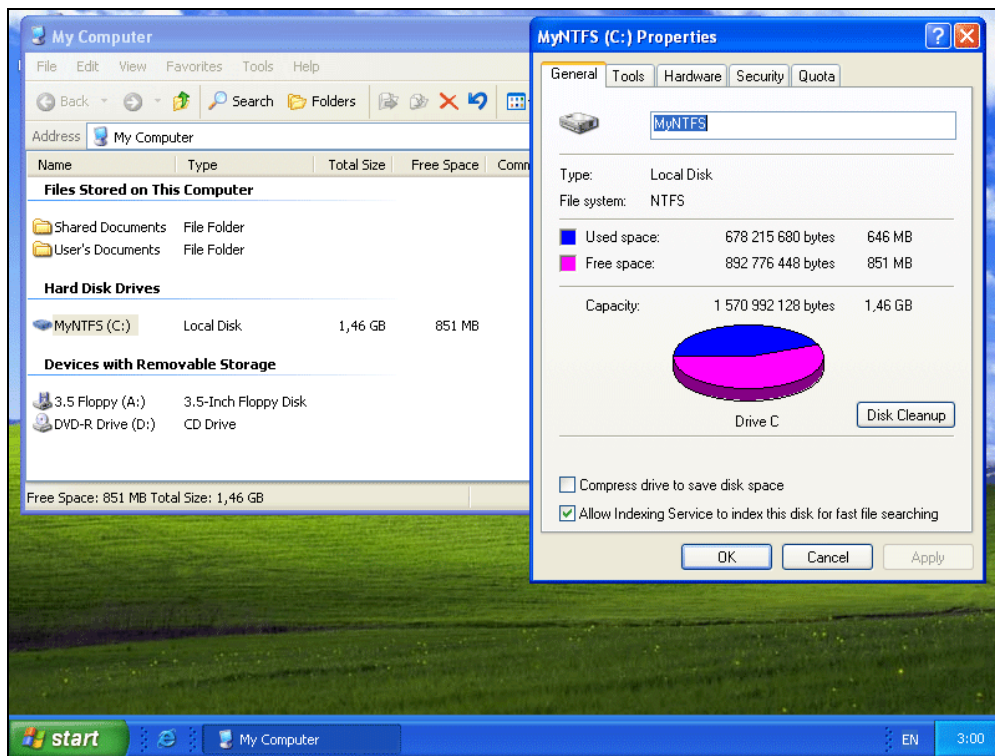 My Computer
File Edit View Favorites Tools Help
Back Search Folders
Address My Computer
Name Type Total Size Free Space Comm
Files Stored on This Computer
Shared Documents File Folder
User's Documents File Folder
Hard Disk Drives
MyNTFS (C:) Local Disk 1,46 GB 851 MB
Devices with Removable Storage
3.5 Floppy (A:) 3.5-Inch Floppy Disk
DVD-R Drive (D:) CD Drive
Free Space: 851 MB Total Size: 1,46 GB
MyNTFS (C:) Properties
General Tools Hardware Security Quota
MyNTFS
Type: Local Disk
File system: NTFS
Used space: 678 215 680 bytes 646 MB
Free space: 892 776 448 bytes 851 MB
Capacity: 1 570 992 128 bytes 1,46 GB
Drive C
Disk Cleanup
Compress drive to save disk space
Allow Indexing Service to index this disk for fast file searching
OK Cancel Apply
start My Computer EN 3:00